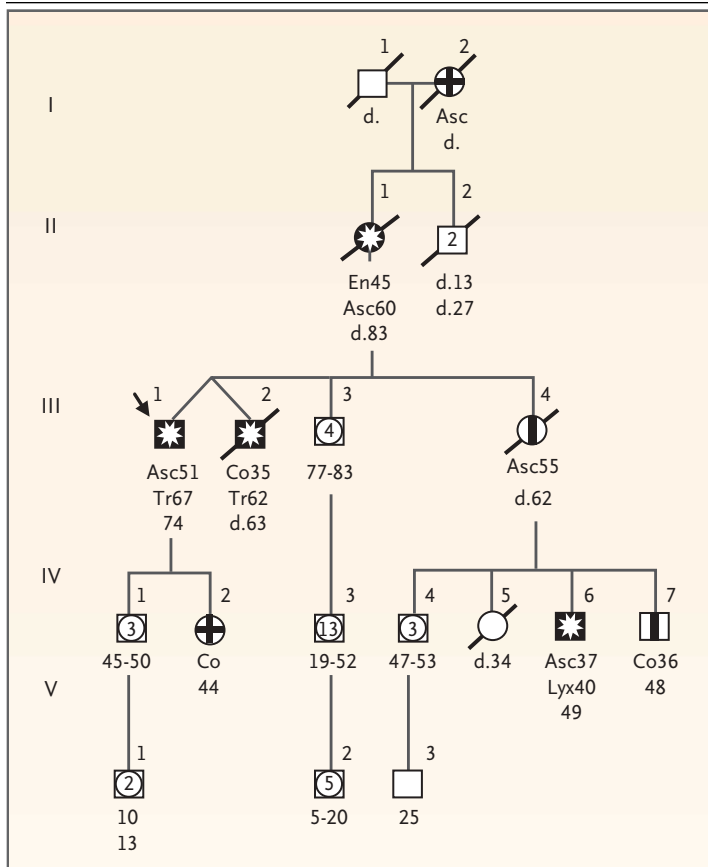 1 2
I
d. Asc
d.
1 2
II
2
En45 d.13
Asc60 d.27
d.83
1 2 3 4
III
4
Asc51 Co35 77-83 Asc55
Tr67 Tr62 d.62
74 d.63
IV
1 2 3 4 5 6 7
3 13 3
45-50 Co 19-52 47-53 d.34 Asc37 Co36
44 Lyx40 48
49
V
1 2 3
2 5
10 5-20 25
13